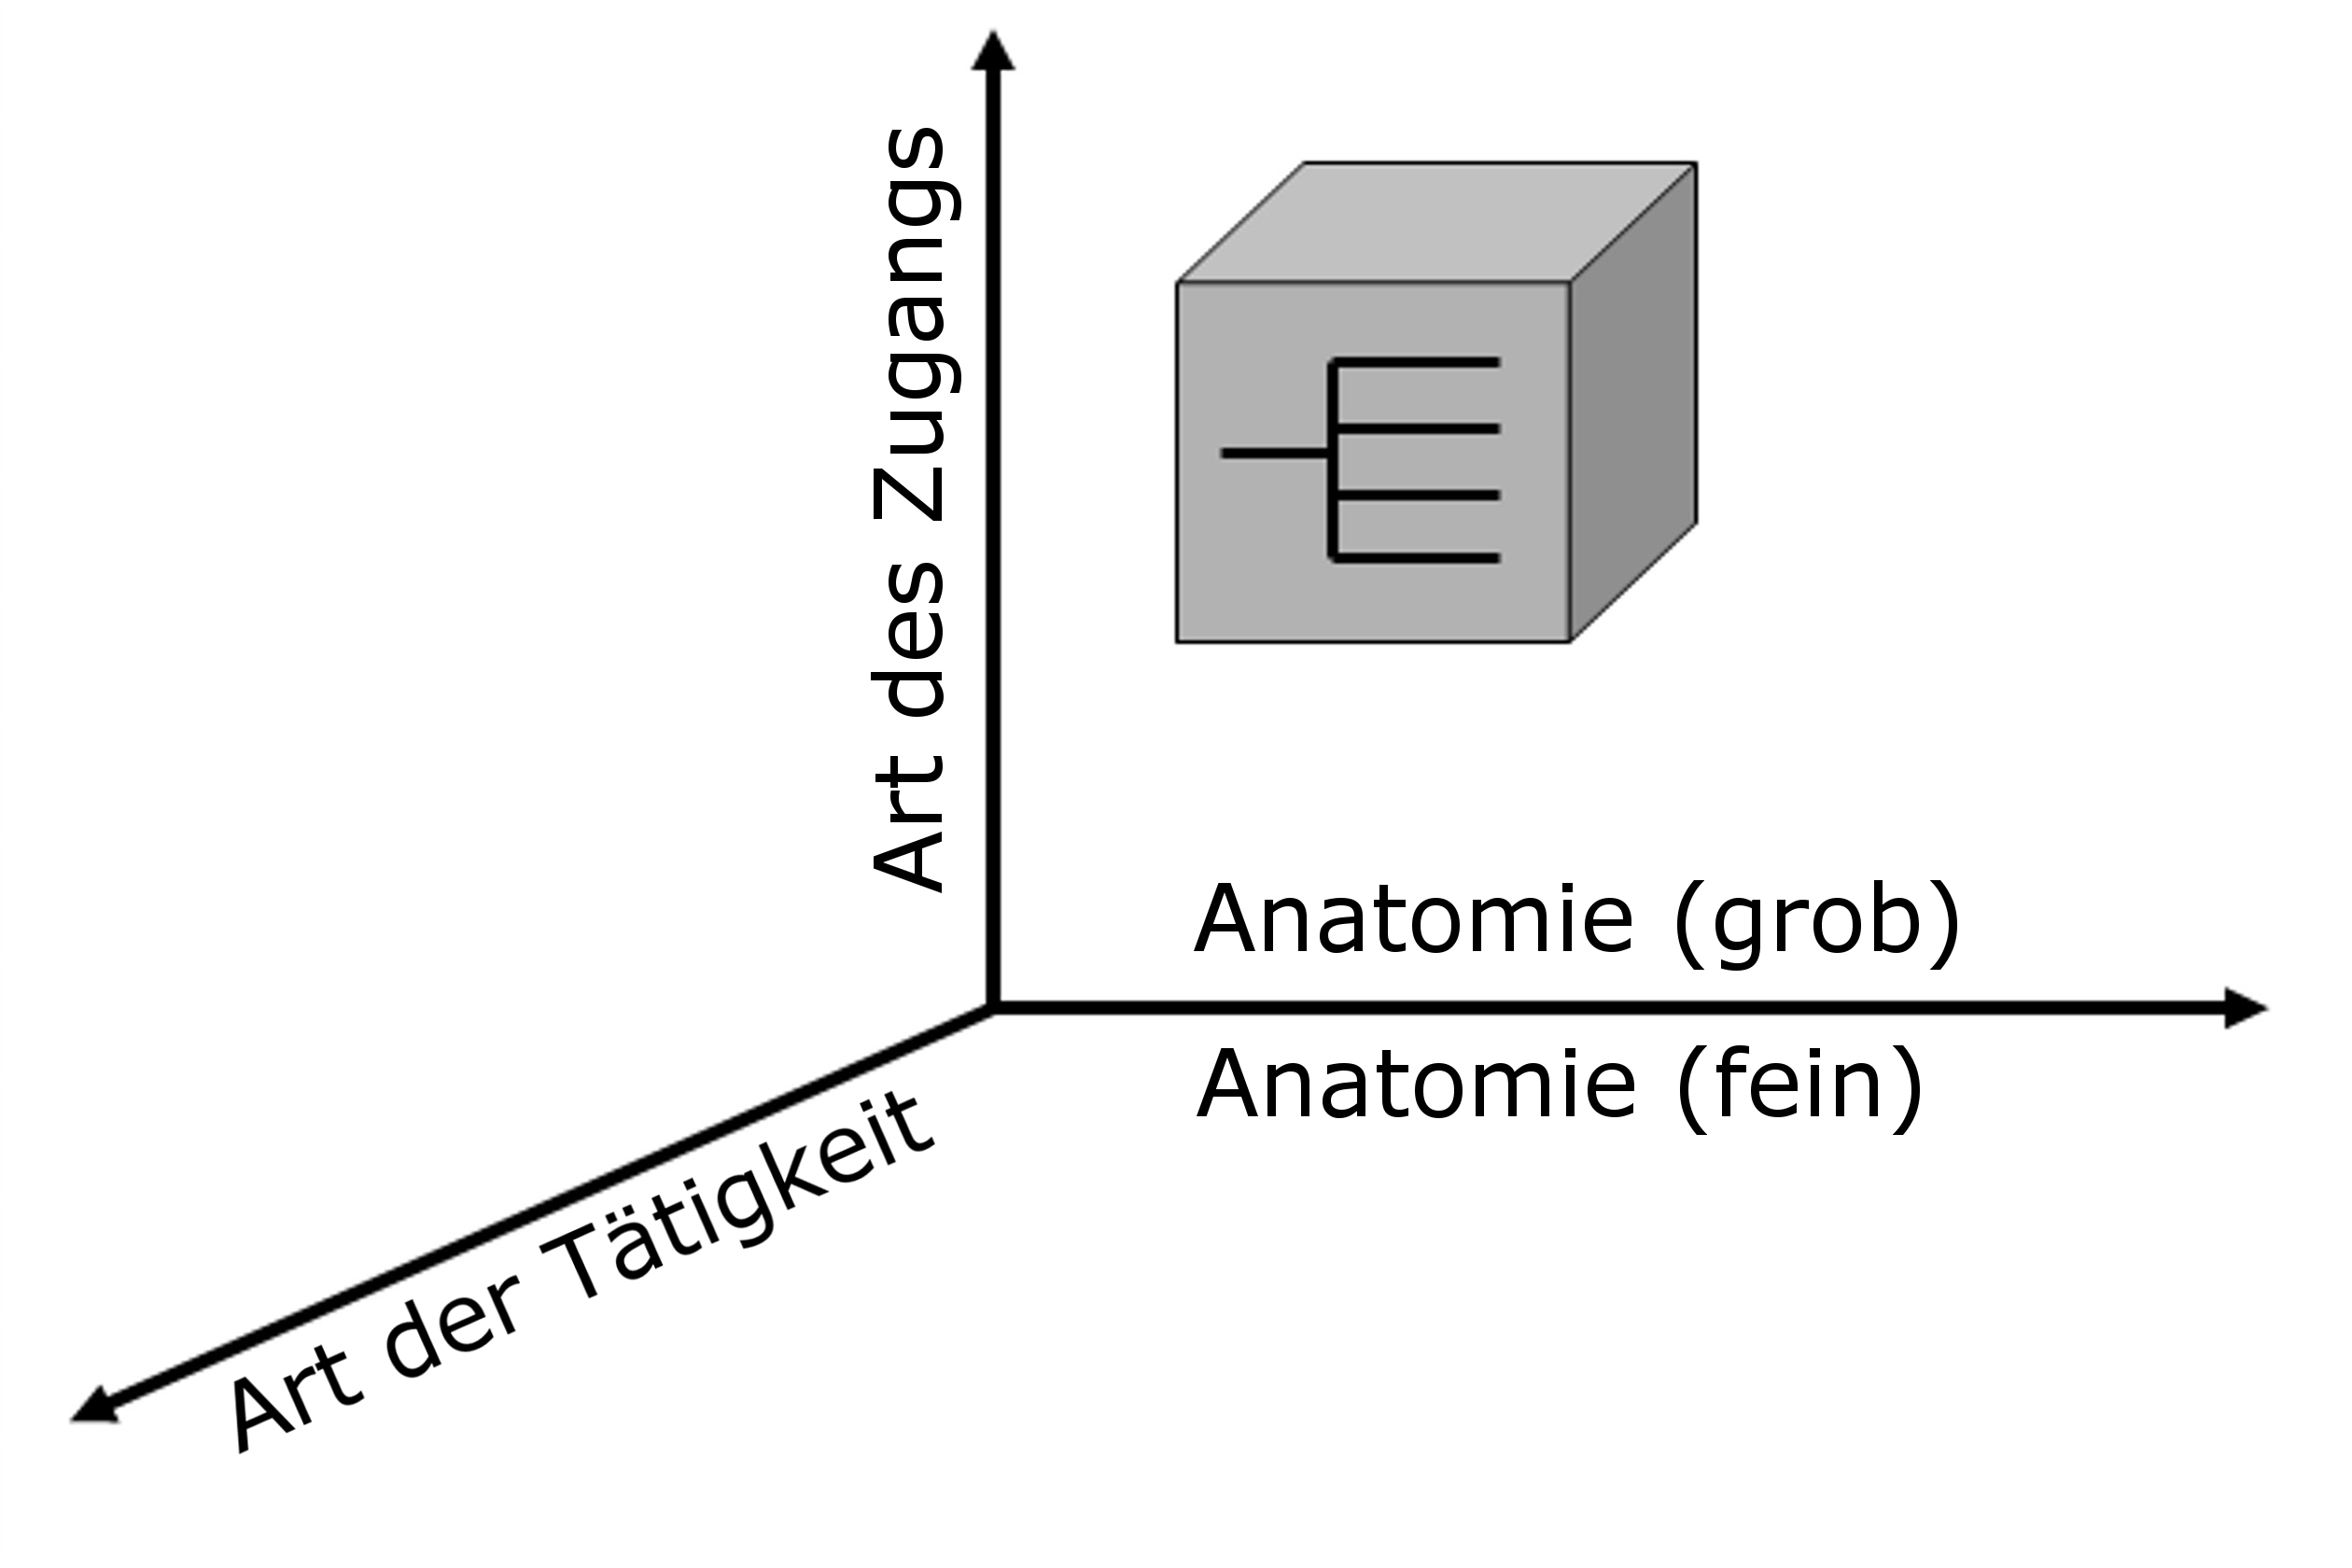 Art des Zugangs
Anatomie (grob)
Anatomie (fein)
Art der Tätigkeit